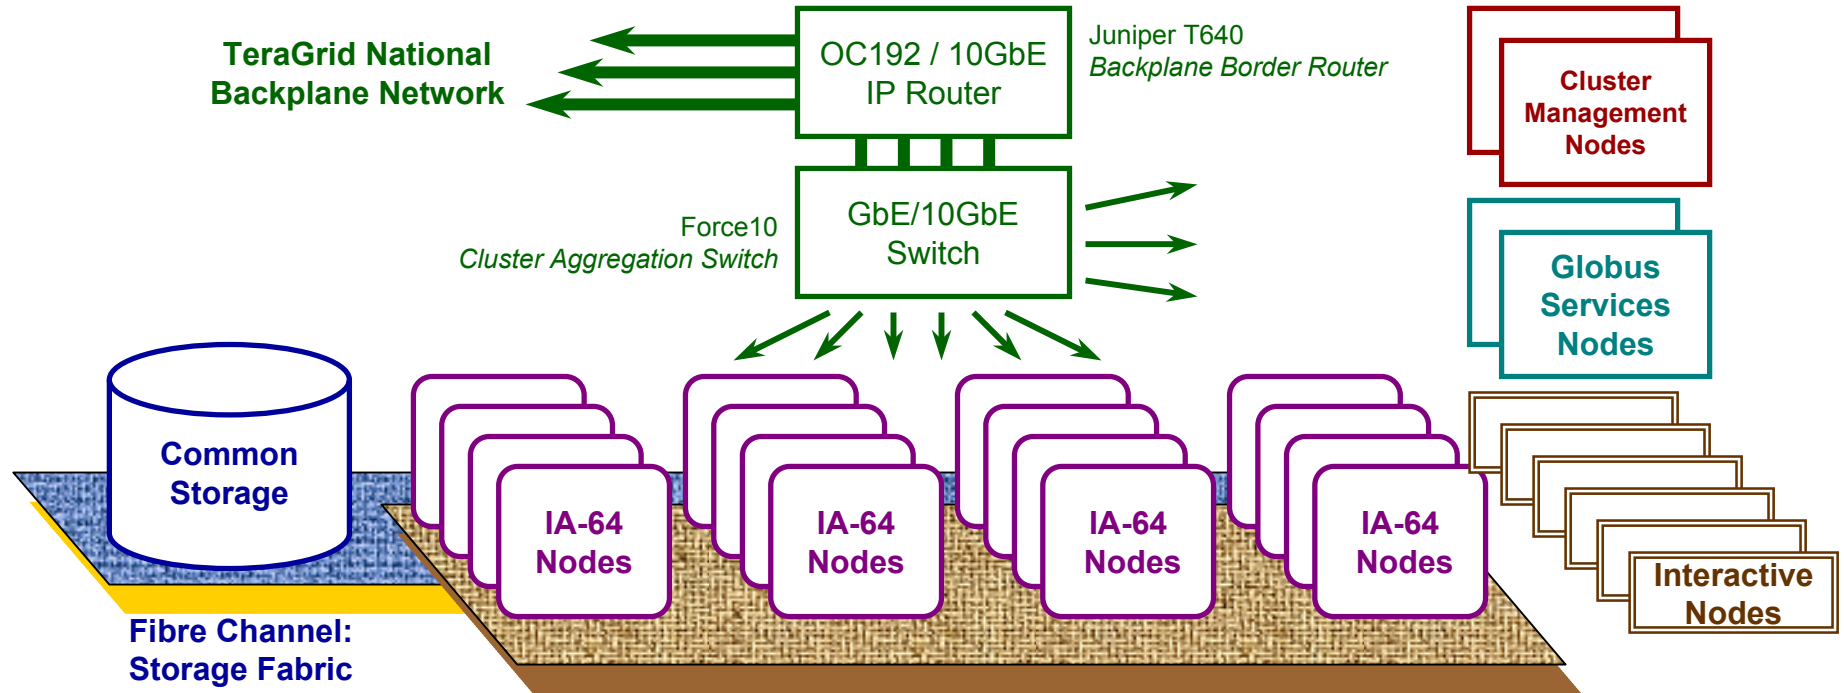 TeraGrid National
Backplane Network
OC192 / 10GbE
IP Router
Juniper T640
Backplane Border Router
Cluster
Management
Nodes
Force10
Cluster Aggregation Switch
GbE/10GbE
Switch
Globus
Services
Nodes
Common
Storage
IA-64
Nodes
IA-64
Nodes
IA-64
Nodes
IA-64
Nodes
Interactive
Nodes
Fibre Channel:
Storage Fabric